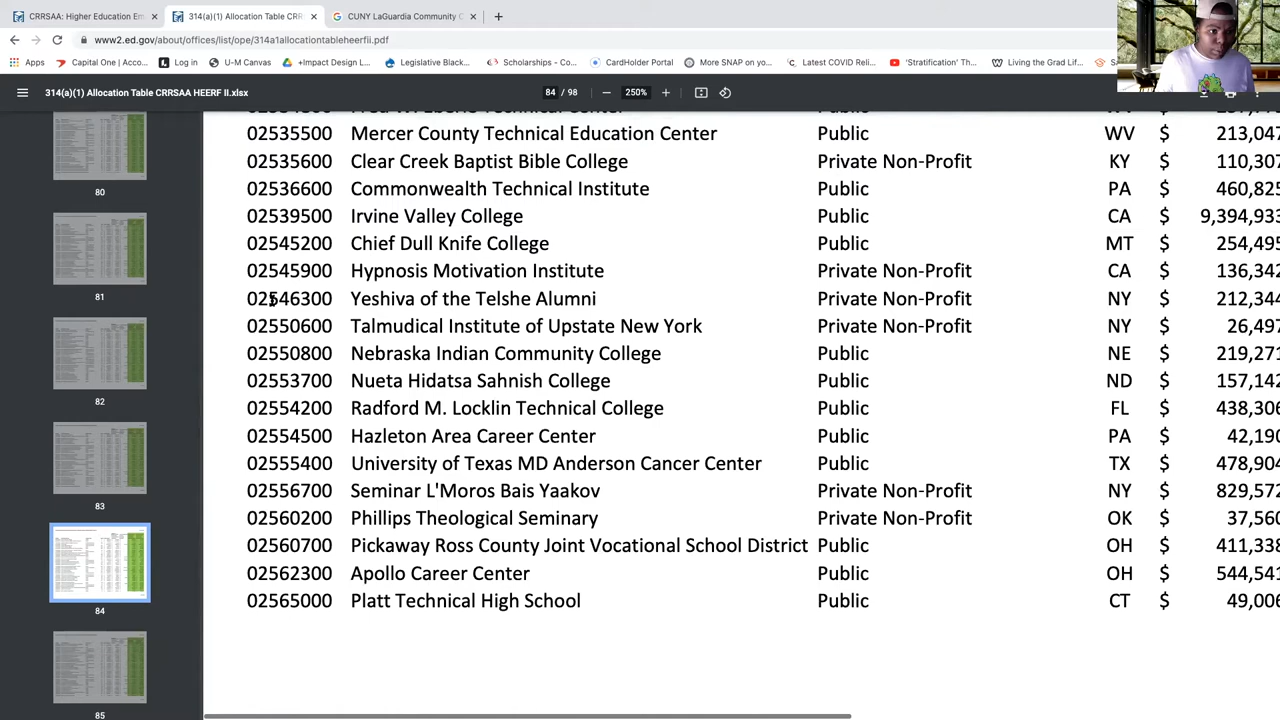 CRRSAA: Higher Education Em
314(a)(1) Allocation Table CRR
CUNY LaGuardia Community C
www2.ed.gov/about/offices/list/ope/314a1allocationtableheerfii.pdf
Apps
Capital One | Acco...
Log in
U-M Canvas
+Impact Design L...
Legislative Black...
Scholarships - Co...
CardHolder Portal
More SNAP on yo...
Latest COVID Reli...
'Stratification' Th...
Living the Grad Life...
314(a)(1) Allocation Table CRRSAA HEERF II.xlsx
84 / 98
250%
02535500 Mercer County Technical Education Center Public WV $ 213,047
02535600 Clear Creek Baptist Bible College Private Non-Profit KY $ 110,307
02536600 Commonwealth Technical Institute Public PA $ 460,825
02539500 Irvine Valley College Public CA $ 9,394,933
02545200 Chief Dull Knife College Public MT $ 254,495
02545900 Hypnosis Motivation Institute Private Non-Profit CA $ 136,342
02546300 Yeshiva of the Telshe Alumni Private Non-Profit NY $ 212,344
02550600 Talmudical Institute of Upstate New York Private Non-Profit NY $ 26,497
02550800 Nebraska Indian Community College Public NE $ 219,271
02553700 Nueta Hidatsa Sahnish College Public ND $ 157,142
02554200 Radford M. Locklin Technical College Public FL $ 438,306
02554500 Hazleton Area Career Center Public PA $ 42,190
02555400 University of Texas MD Anderson Cancer Center Public TX $ 478,904
02556700 Seminar L'Moros Bais Yaakov Private Non-Profit NY $ 829,572
02560200 Phillips Theological Seminary Private Non-Profit OK $ 37,560
02560700 Pickaway Ross County Joint Vocational School District Public OH $ 411,338
02562300 Apollo Career Center Public OH $ 544,541
02565000 Platt Technical High School Public CT $ 49,006
80
81
82
83
84
85